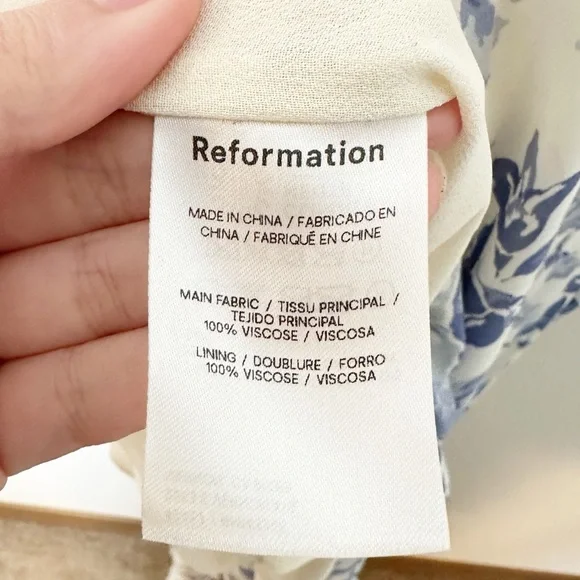 Reformation
MADE IN CHINA / FABRICADO EN
CHINA / FABRIQUÉ EN CHINE
MAIN FABRIC / TISSU PRINCIPAL /
TEJIDO PRINCIPAL
100% VISCOSE / VISCOSA
LINING / DOUBLURE / FORRO
100% VISCOSE / VISCOSA